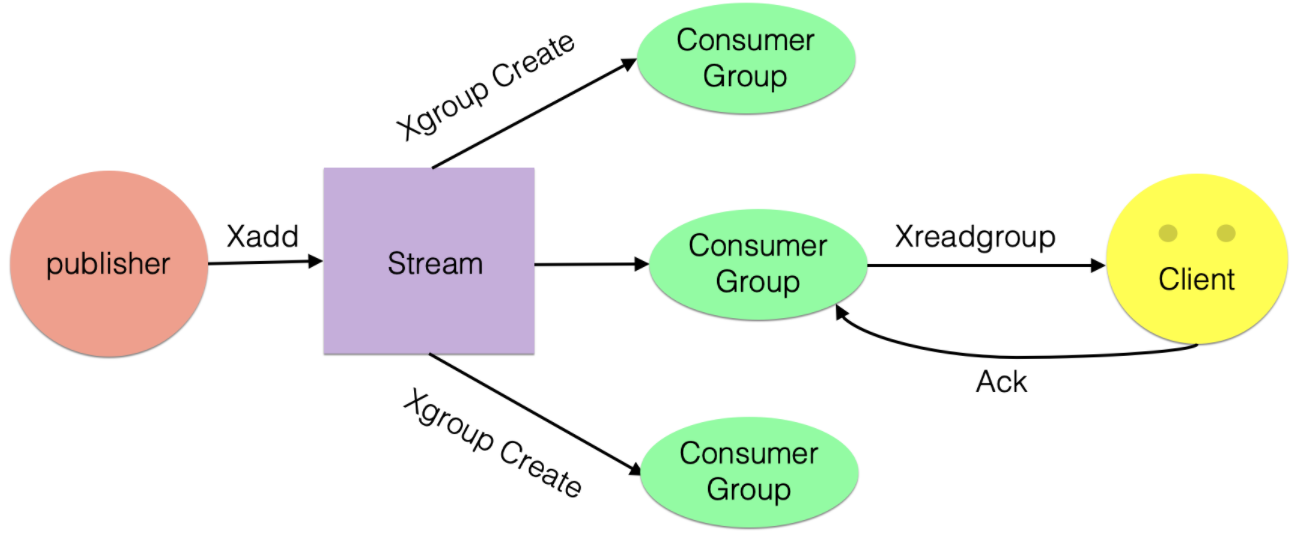 Xgroup Create
Consumer
Group
publisher
Xadd
Stream
Consumer
Group
Xreadgroup
Client
Ack
Xgroup Create
Consumer
Group